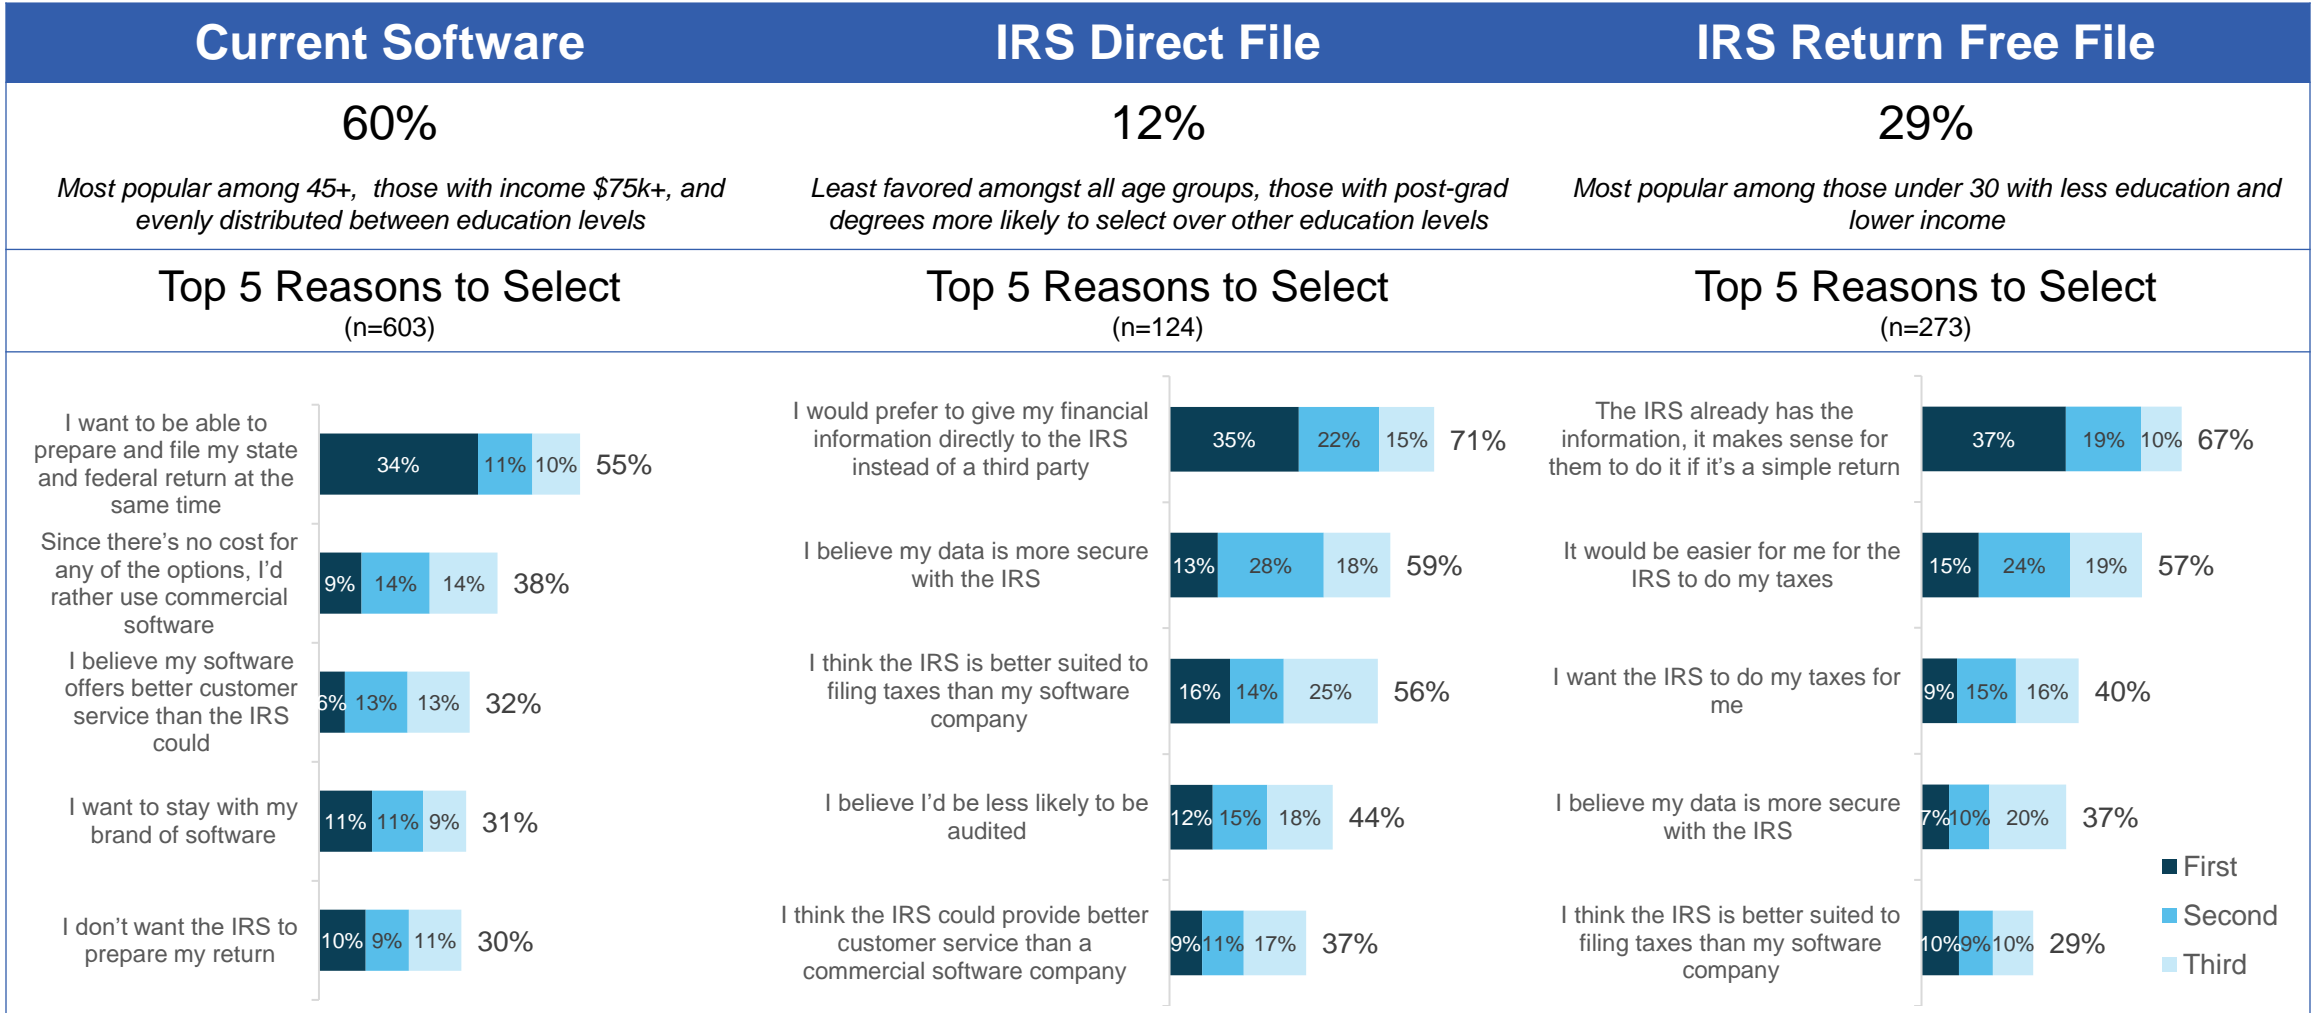 Current Software
60%
Most popular among 45+, those with income $75k+, and
evenly distributed between education levels
Top 5 Reasons to Select
(n=603)
I want to be able to
prepare and file my state
and federal return at the
same time
34% 11% 10% 55%
Since there’s no cost for
any of the options, I’d
rather use commercial
software
9% 14% 14% 38%
I believe my software
offers better customer
service than the IRS
could
6% 13% 13% 32%
I want to stay with my
brand of software
11% 11% 9% 31%
I don’t want the IRS to
prepare my return
10% 9% 11% 30%
IRS Direct File
12%
Least favored amongst all age groups, those with post-grad
degrees more likely to select over other education levels
Top 5 Reasons to Select
(n=124)
I would prefer to give my financial
information directly to the IRS
instead of a third party
35% 22% 15% 71%
I believe my data is more secure
with the IRS
13% 28% 18% 59%
I think the IRS is better suited to
filing taxes than my software
company
16% 14% 25% 56%
I believe I’d be less likely to be
audited
12% 15% 18% 44%
I think the IRS could provide better
customer service than a
commercial software company
9% 11% 17% 37%
IRS Return Free File
29%
Most popular among those under 30 with less education and
lower income
Top 5 Reasons to Select
(n=273)
The IRS already has the
information, it makes sense for
them to do it if it’s a simple return
37% 19% 10% 67%
It would be easier for me for the
IRS to do my taxes
15% 24% 19% 57%
I want the IRS to do my taxes for
me
9% 15% 16% 40%
I believe my data is more secure
with the IRS
7% 10% 20% 37%
I think the IRS is better suited to
filing taxes than my software
company
10% 9% 10% 29%
First
Second
Third